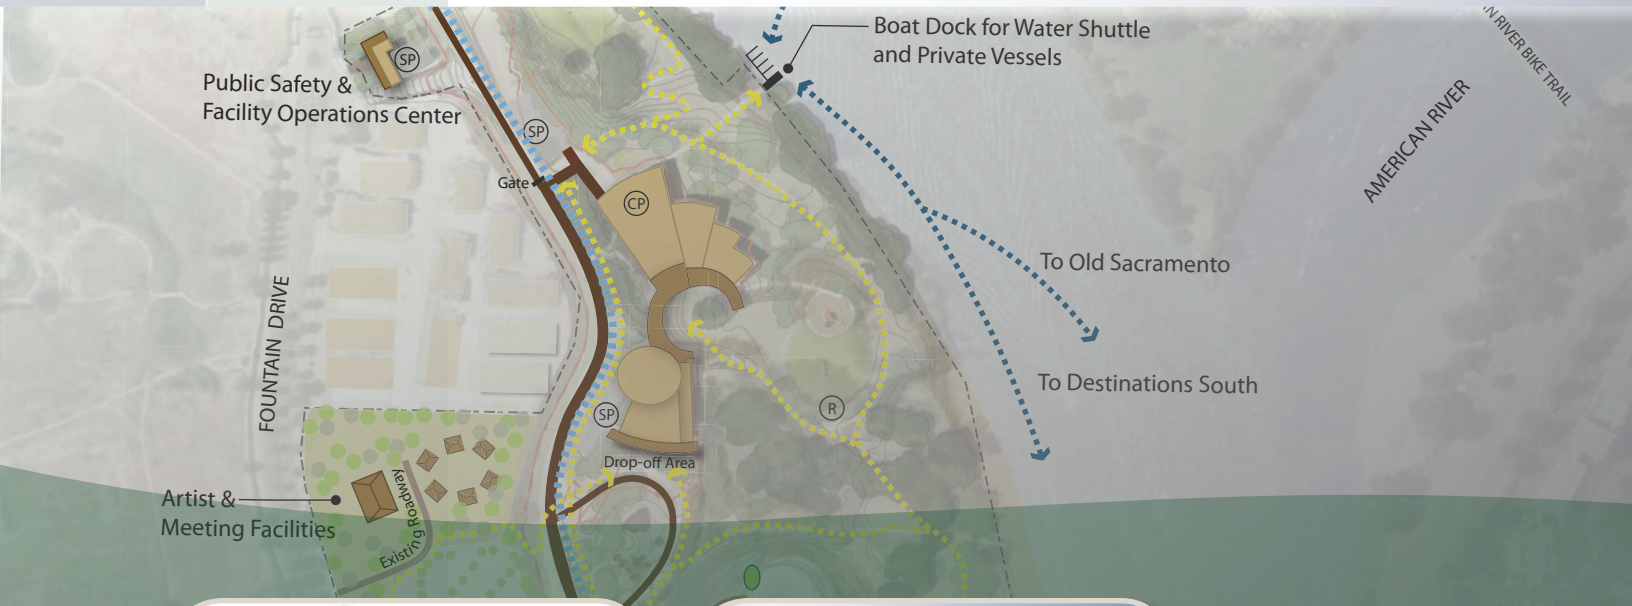 Boat Dock for Water Shuttle
and Private Vessels
N RIVER BIKE TRAIL
AMERICAN RIVER
SP
Public Safety &
Facility Operations Center
SP
Gate
CP
To Old Sacramento
FOUNTAIN DRIVE
To Destinations South
R
SP
Drop-off Area
Artist &
Meeting Facilities
Existing Roadway